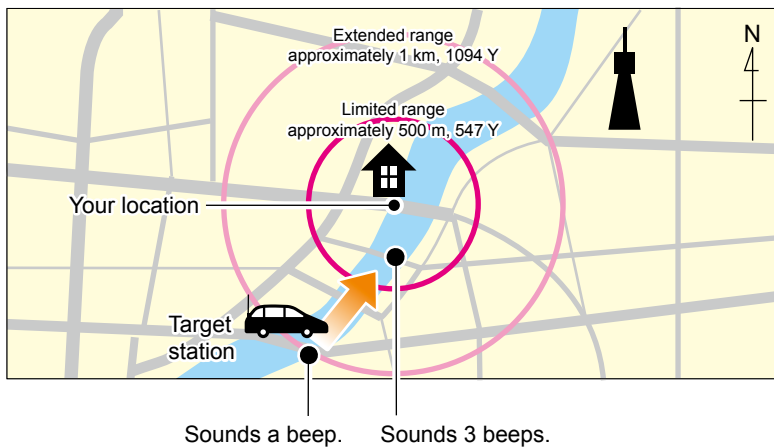 Extended range
approximately 1 km, 1094 Y
N
Limited range
approximately 500 m, 547 Y
Your location
Target
station
Sounds a beep.
Sounds 3 beeps.